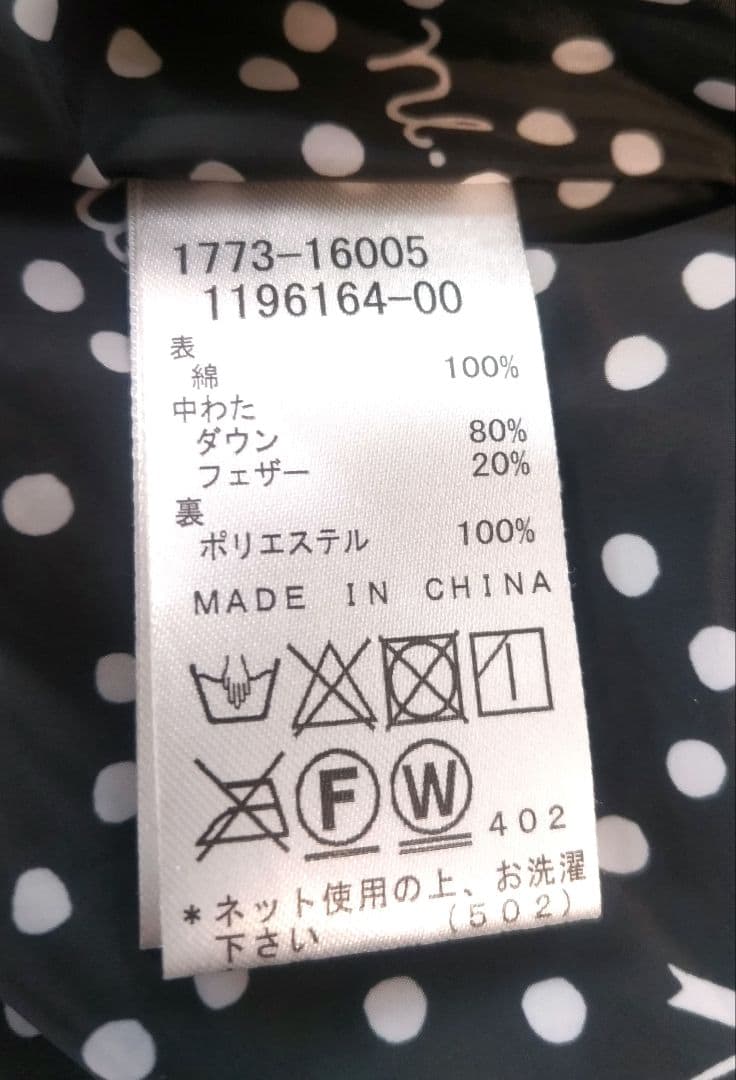 1773-16005
1196164-00
表
綿 100%
中わた
ダウン 80%
フェザー 20%
裏
ポリエステル 100%
MADE IN CHINA
F W 402
*ネット使用の上、お洗濯
下さい (502)